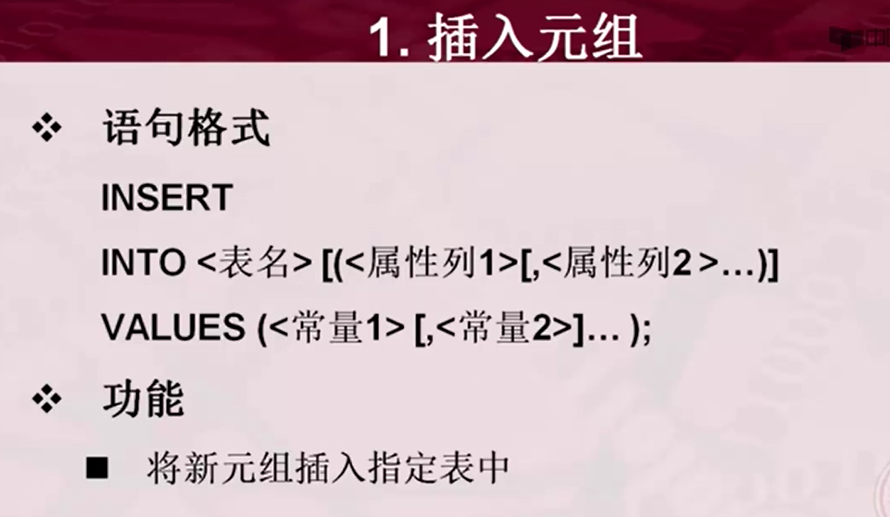 1. 插入元组
语句格式
INSERT
INTO <表名> [(<属性列1>[,<属性列2 >…)]
VALUES (<常量1> [,<常量2>]… );
功能
将新元组插入指定表中